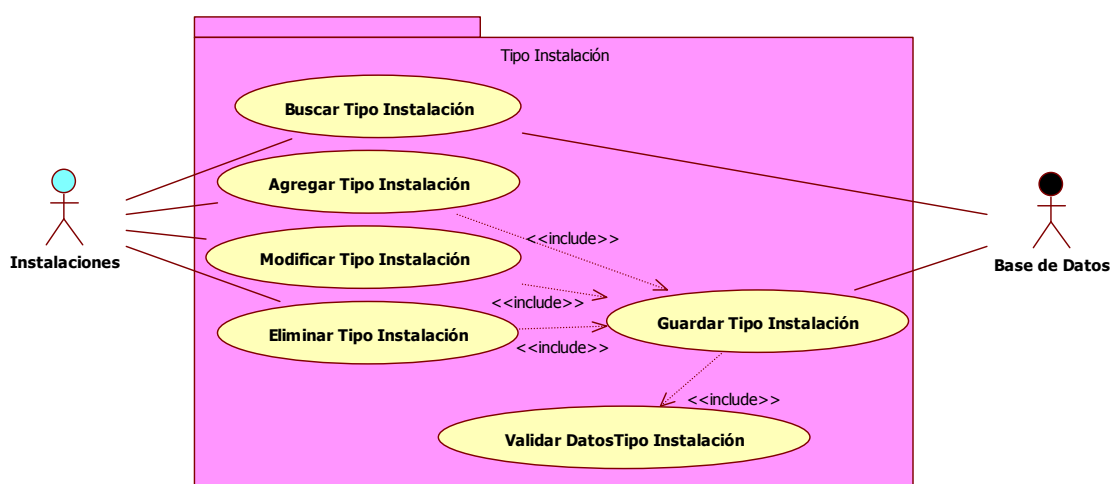 Tipo Instalación
Buscar Tipo Instalación
Agregar Tipo Instalación
<<include>>
Modificar Tipo Instalación
Instalaciones
Base de Datos
<<include>>
Guardar Tipo Instalación
Eliminar Tipo Instalación
<<include>>
<<include>>
Validar DatosTipo Instalación